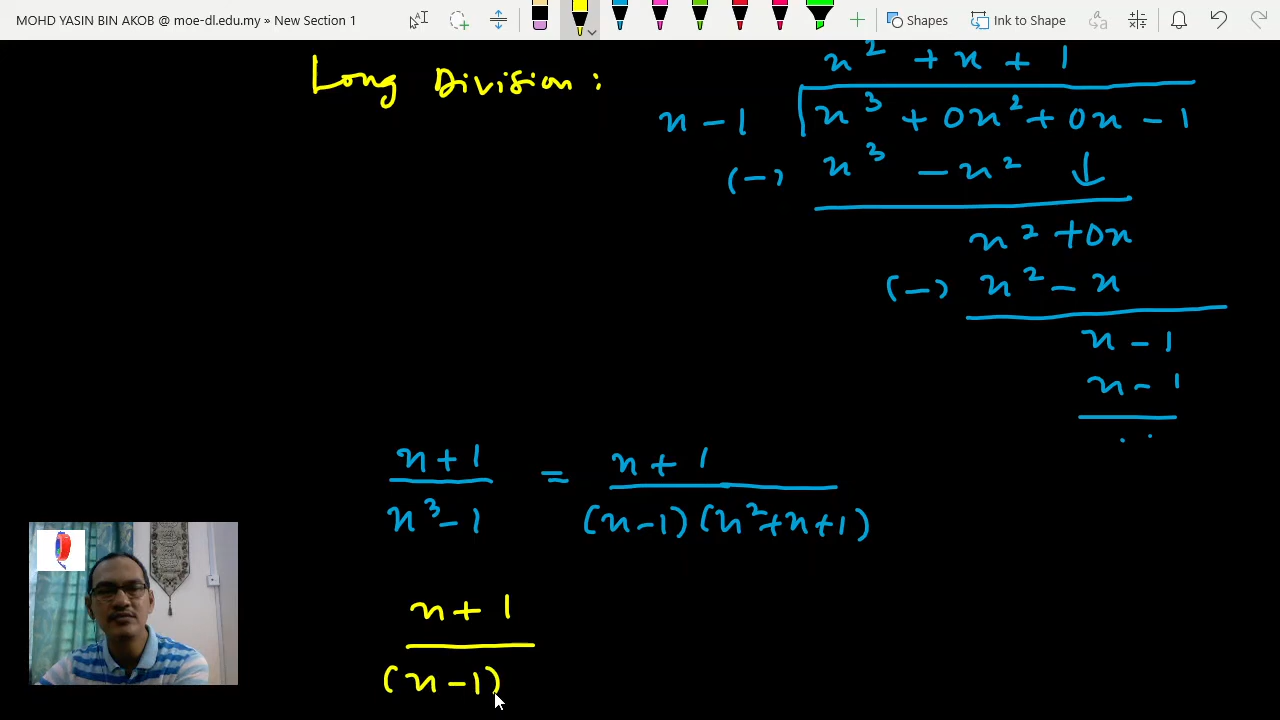 MOHD YASIN BIN AKOB @ moe-dl.edu.my » New Section 1
Shapes
Ink to Shape
Long Division :
x² + x + 1
x - 1
x³ + 0x² + 0x - 1
(-) x³ - x² ↓
x² + 0x
(-) x² - x
x - 1
x - 1
x + 1
x³ - 1
=
x + 1
(x - 1) (x² + x + 1)
x + 1
(x - 1)